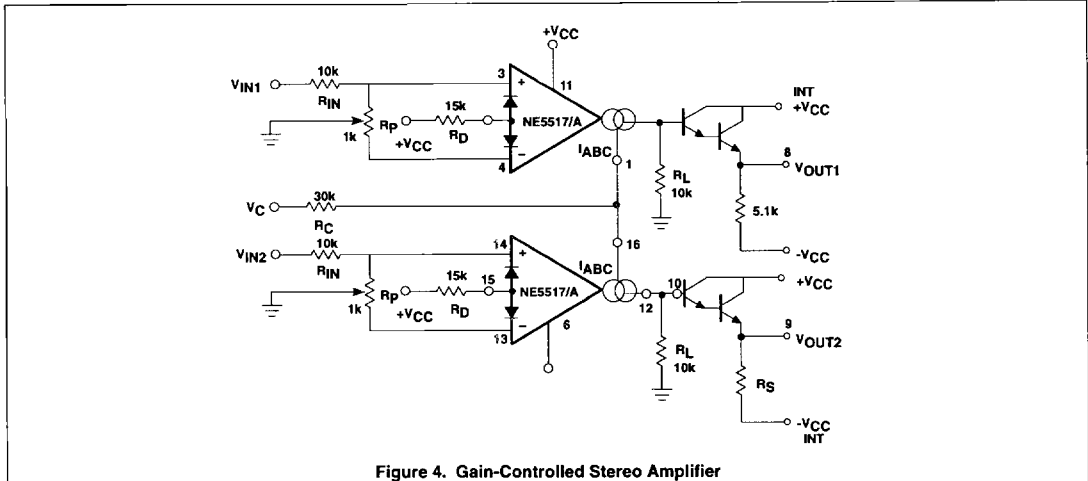 +VCC
VIN1
10k
RIN
3
+
11
15k
RP
RD
1k
+VCC
NE5517/A
−
4
IABC
1
INT
+VCC
8
VOUT1
RL
10k
5.1k
-VCC
30k
VC
RC
16
10k
VIN2
RIN
14
+
IABC
15k
15
RP
RD
1k
+VCC
NE5517/A
−
13
6
12
10
+VCC
9
VOUT2
RL
10k
RS
-VCC
INT
Figure 4. Gain-Controlled Stereo Amplifier